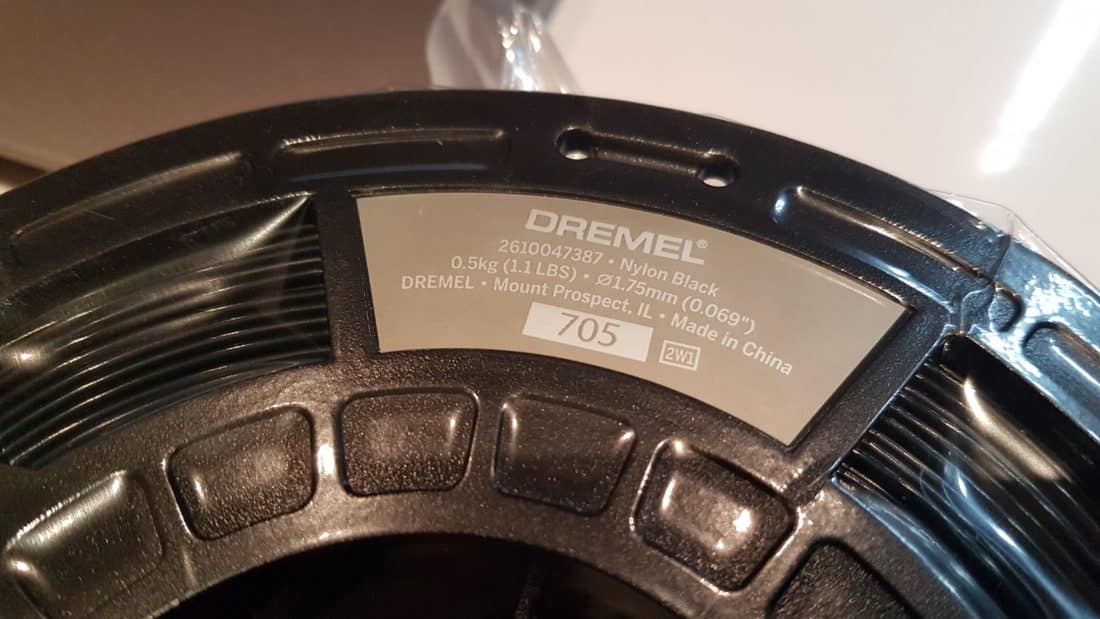 DREMEL®
2610047387 • Nylon Black
0.5kg (1.1 LBS) • ⌀1.75mm (0.069")
DREMEL • Mount Prospect, IL • Made in China
705
2W1